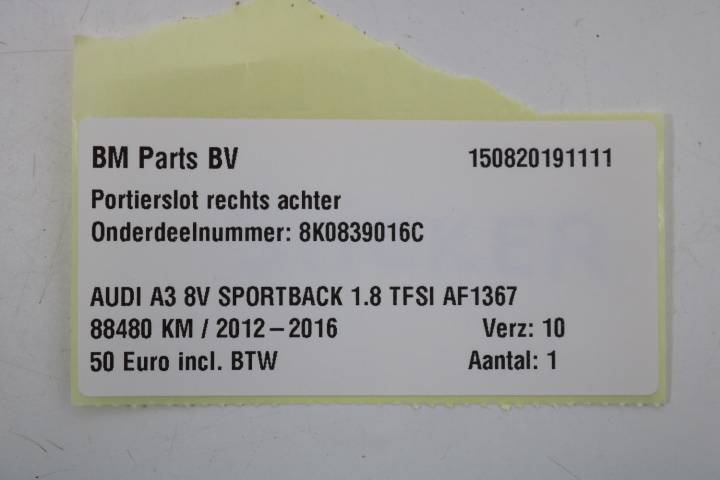 BM Parts BV 150820191111
Portierslot rechts achter
Onderdeelnummer: 8K0839016C
AUDI A3 8V SPORTBACK 1.8 TFSI AF1367
88480 KM / 2012-2016 Verz: 10
50 Euro incl. BTW Aantal: 1